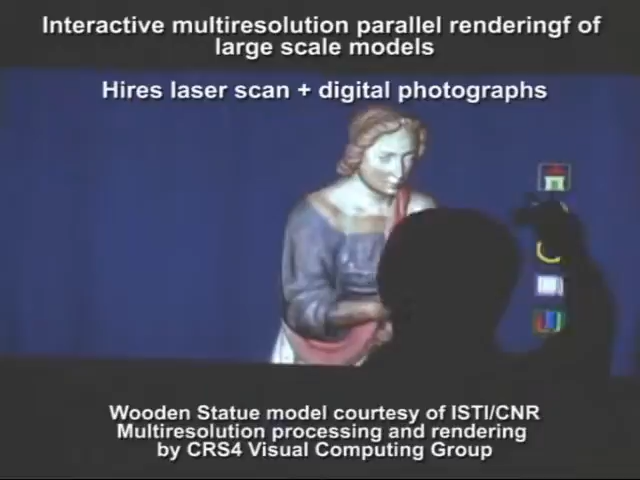 Interactive multiresolution parallel renderingf of
large scale models
Hires laser scan + digital photographs
Wooden Statue model courtesy of ISTI/CNR
Multiresolution processing and rendering
by CRS4 Visual Computing Group